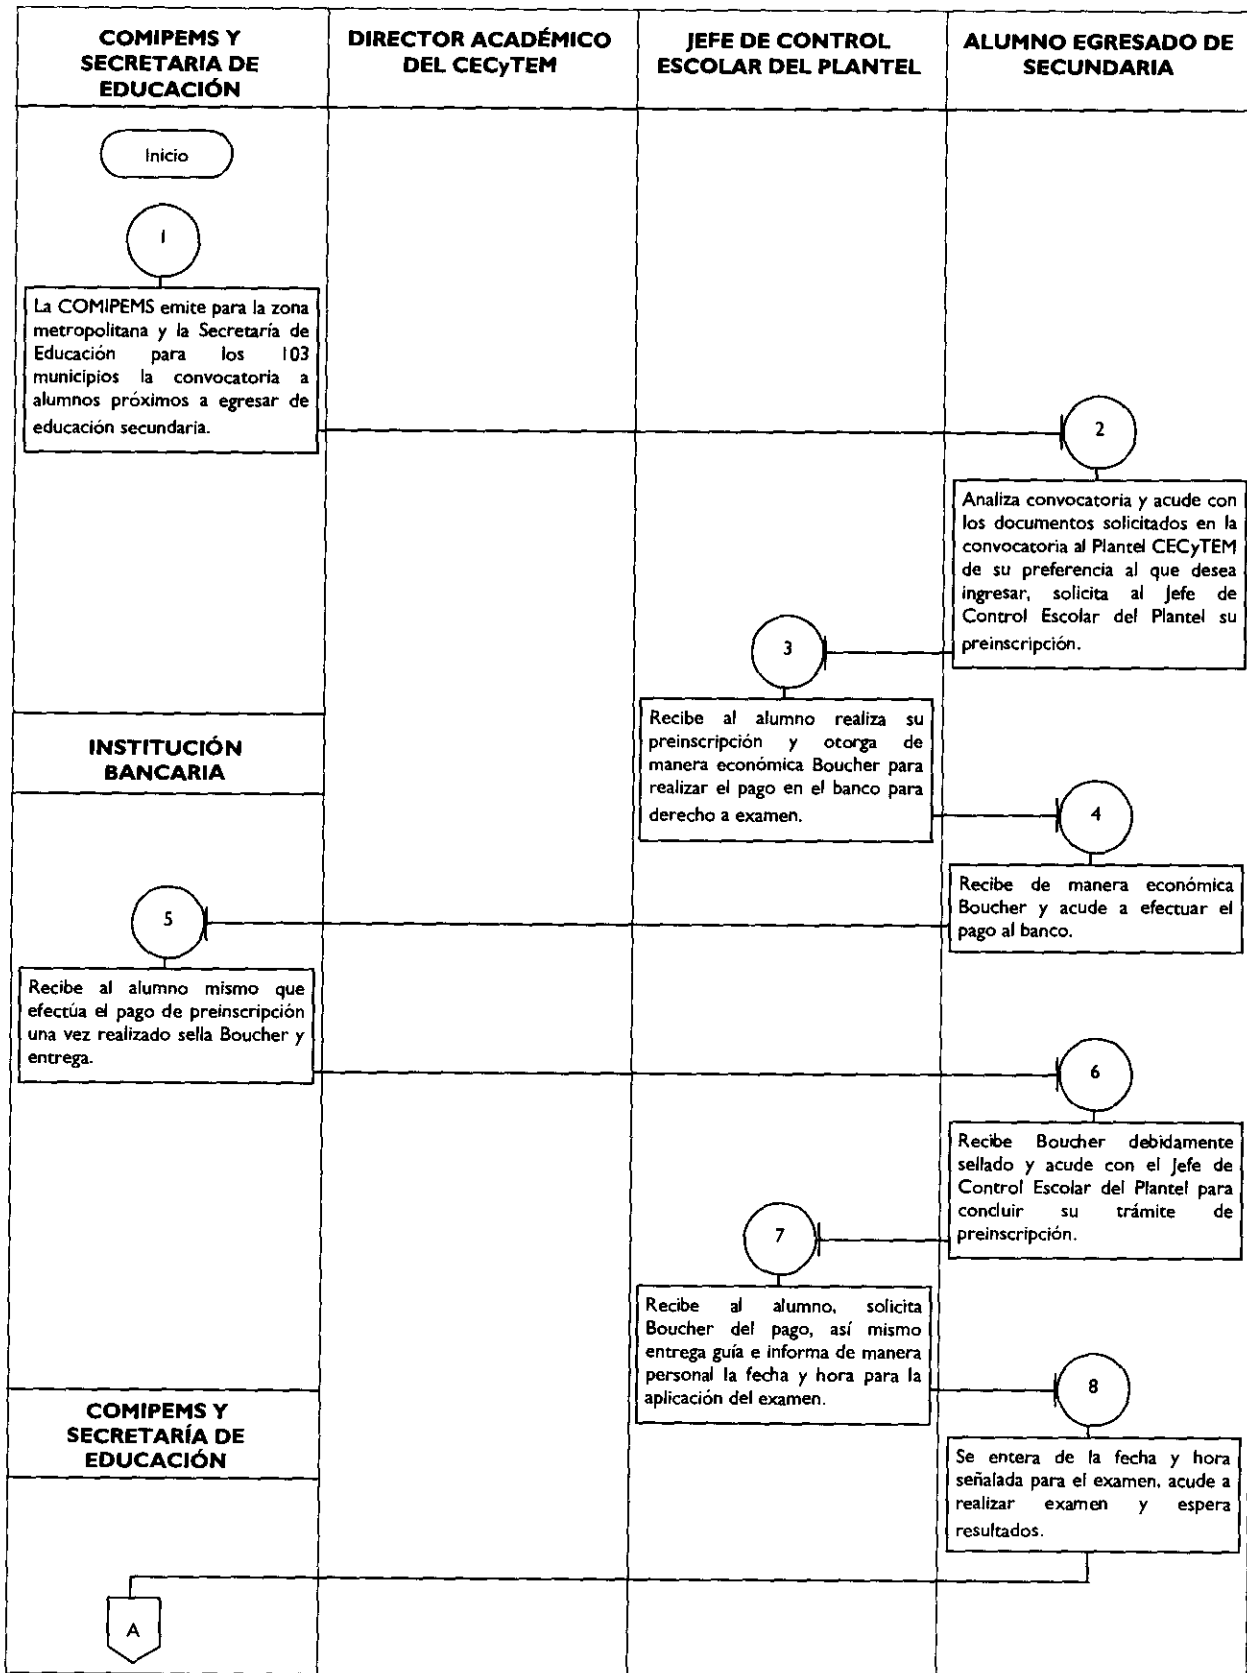 COMIPEMS Y
SECRETARIA DE
EDUCACIÓN
DIRECTOR ACADÉMICO
DEL CECyTEM
JEFE DE CONTROL
ESCOLAR DEL PLANTEL
ALUMNO EGRESADO DE
SECUNDARIA
Inicio
1
La COMIPEMS emite para la zona
metropolitana y la Secretaría de
Educación para los 103
municipios la convocatoria a
alumnos próximos a egresar de
educación secundaria.
2
Analiza convocatoria y acude con
los documentos solicitados en la
convocatoria al Plantel CECyTEM
de su preferencia al que desea
ingresar, solicita al Jefe de
Control Escolar del Plantel su
preinscripción.
3
Recibe al alumno realiza su
preinscripción y otorga de
manera económica Boucher para
realizar el pago en el banco para
derecho a examen.
INSTITUCIÓN
BANCARIA
4
Recibe de manera económica
Boucher y acude a efectuar el
pago al banco.
5
Recibe al alumno mismo que
efectúa el pago de preinscripción
una vez realizado sella Boucher y
entrega.
6
Recibe Boucher debidamente
sellado y acude con el Jefe de
Control Escolar del Plantel para
concluir su trámite de
preinscripción.
7
Recibe al alumno, solicita
Boucher del pago, así mismo
entrega guía e informa de manera
personal la fecha y hora para la
aplicación del examen.
8
Se entera de la fecha y hora
señalada para el examen, acude a
realizar examen y espera
resultados.
COMIPEMS Y
SECRETARÍA DE
EDUCACIÓN
A